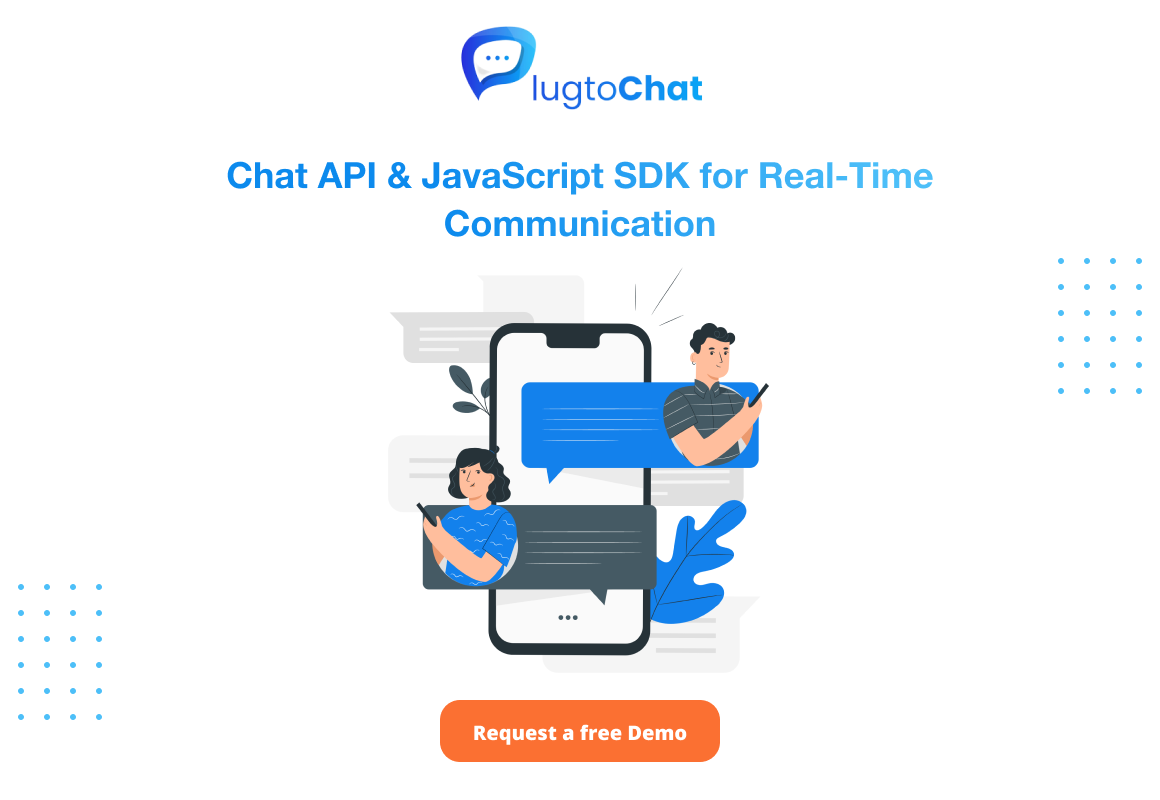 PlugtoChat
Chat API & JavaScript SDK for Real-Time
Communication
Request a free Demo